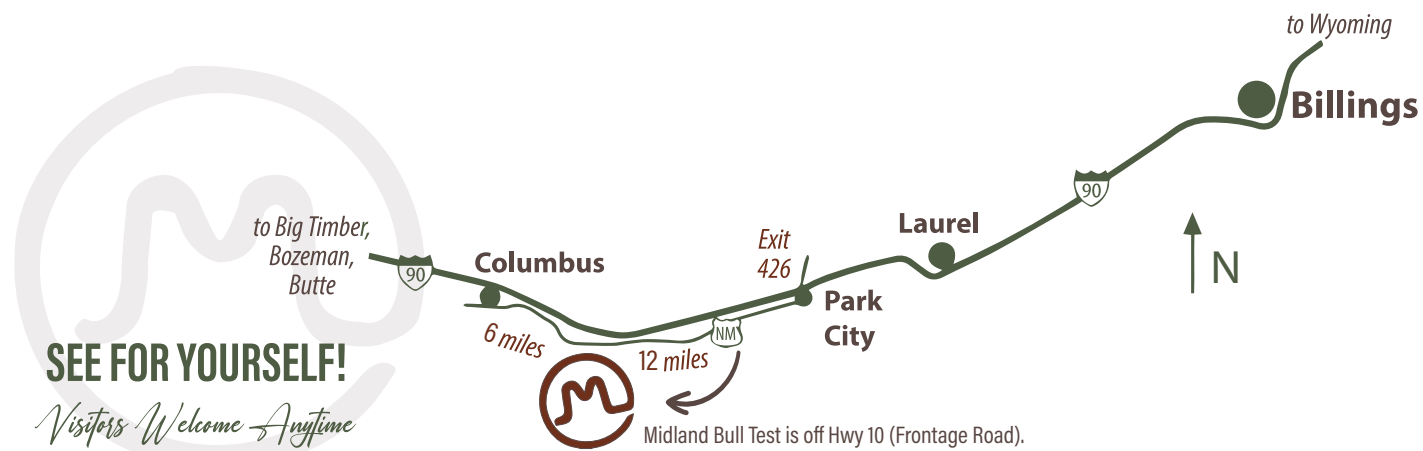 to Wyoming
Billings
90
Laurel
Exit
426
to Big Timber,
Bozeman,
Butte
90
Columbus
N
Park
City
NM
6 miles
12 miles
SEE FOR YOURSELF!
Visitors Welcome Anytime
Midland Bull Test is off Hwy 10 (Frontage Road).